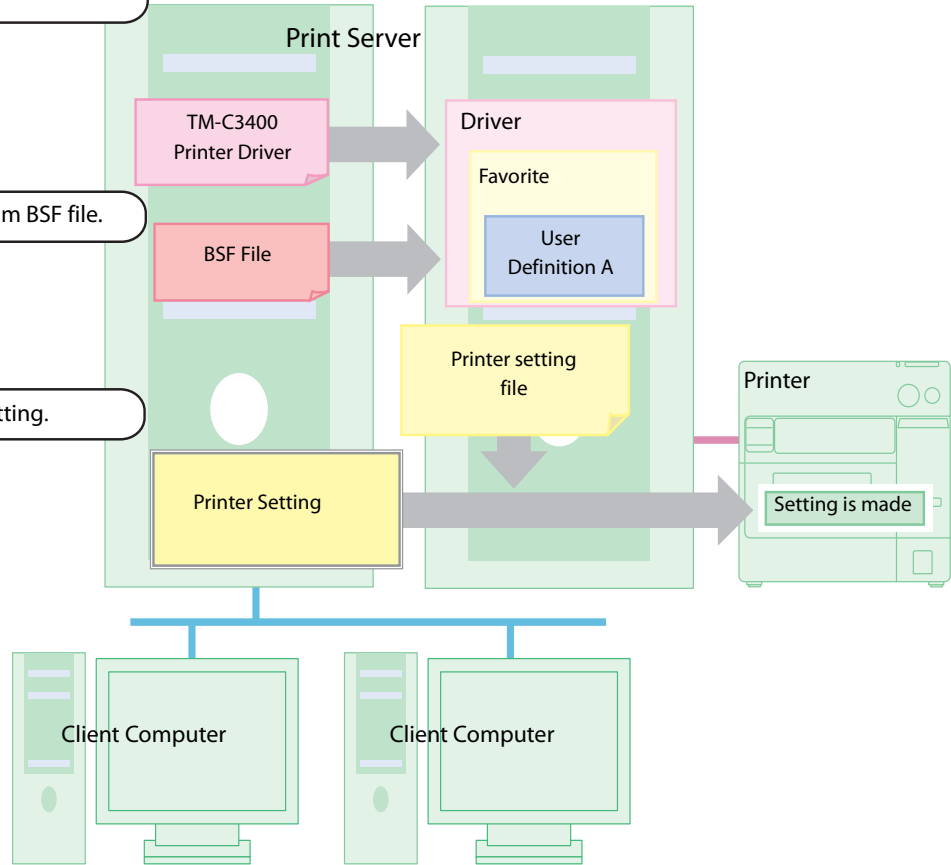 Print Server
TM-C3400
Printer Driver
Driver
Favorite
User
Definition A
m BSF file.
BSF File
Printer setting
file
Printer
tting.
Printer Setting
Setting is made
Client Computer
Client Computer